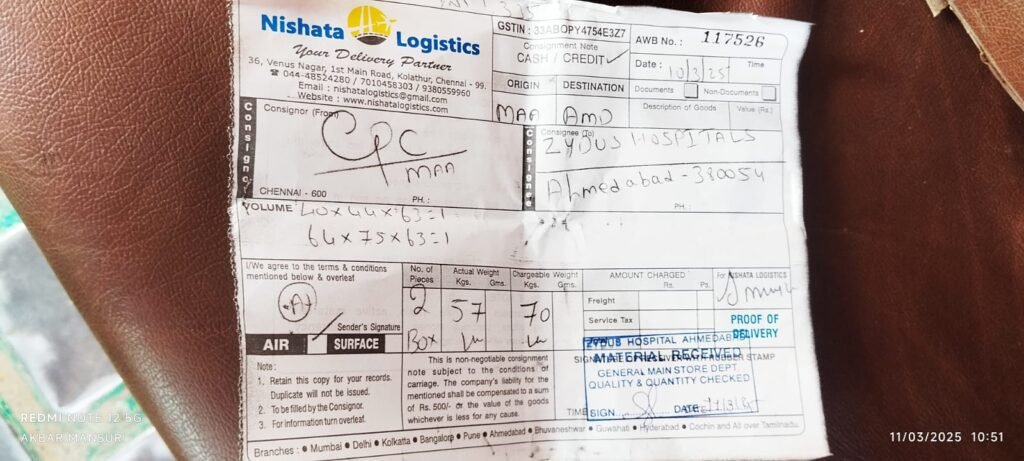 Nishata Logistics
Your Delivery Partner
36, Venus Nagar, 1st Main Road, Kolathur, Chennai - 99.
☎ 044-48524280 / 7010458303 / 9380559960
Email : nishatalogistics@gmail.com
Website : www.nishatalogistics.com
GSTIN : 33ABOPY4754E3Z7
Consignment Note
CASH / CREDIT ✓
ORIGIN DESTINATION
MAA AMD
AWB No. : 117526
Date : 10/3/25 Time
Documents Non-Documents
Description of Goods Value (Rs.)
Consignor
Consignor (From)
CPC
MAA
CHENNAI - 600 PH. :
Consignee
Consignee (To)
ZYDUS HOSPITALS
Ahmedabad - 380054
PH. :
VOLUME 40x44x63=1
64x75x63=1
I/We agree to the terms & conditions
mentioned below & overleaf
Sender's Signature
AIR SURFACE
No. of Pieces
2
Box
Actual Weight
Kgs. Gms.
57
Chargeable Weight
Kgs. Gms.
70
AMOUNT CHARGED
Rs. Ps.
Freight
Service Tax
For NISHATA LOGISTICS
PROOF OF
DELIVERY
Note :
1. Retain this copy for your records.
Duplicate will not be issued.
2. To be filled by the Consignor.
3. For information turn overleaf.
This is non-negotiable consignment
note subject to the conditions of
carriage. The company's liability for the
mentioned shall be compensated to a sum
of Rs. 500/- or the value of the goods
whichever is less for any cause.
RUBBER STAMP
TIME
ZYDUS HOSPITAL AHMEDABAD
MATERIAL RECEIVED
GENERAL MAIN STORE DEPT.
QUALITY & QUANTITY CHECKED
SIGN. DATE 11/3/25
Branches : • Mumbai • Delhi • Kolkatta • Bangalore • Pune • Ahmedabad • Bhuvaneshwar • Guwahati • Hyderabad • Cochin and All over Tamilnadu.
REDMI NOTE 12 5G
AKBAR MANSURI
11/03/2025 10:51